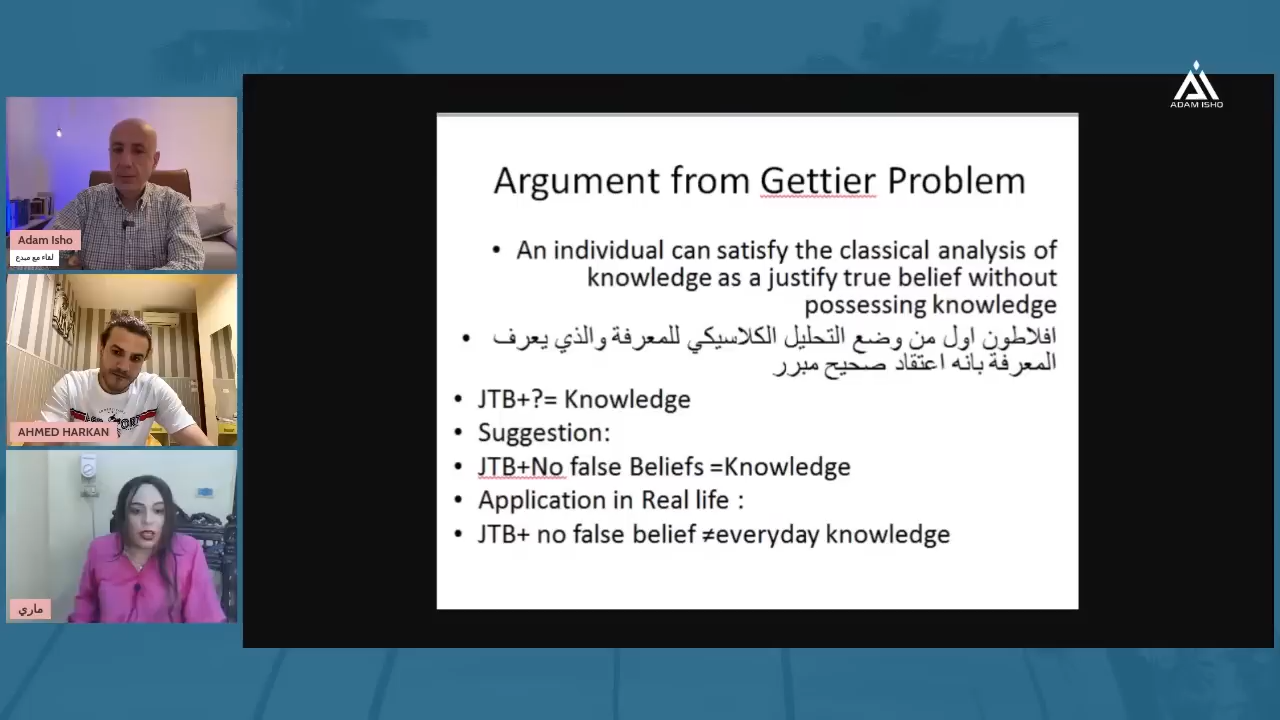 ADAM ISHO
Adam Isho
لقاء مع مبدع
AHMED HARKAN
ماري
Argument from Gettier Problem
• An individual can satisfy the classical analysis of
knowledge as a justify true belief without
possessing knowledge
• افلاطون اول من وضع التحليل الكلاسيكي للمعرفة والذي يعرف
المعرفة بانه اعتقاد صحيح مبرر
• JTB+?= Knowledge
• Suggestion:
• JTB+No false Beliefs =Knowledge
• Application in Real life :
• JTB+ no false belief ≠everyday knowledge